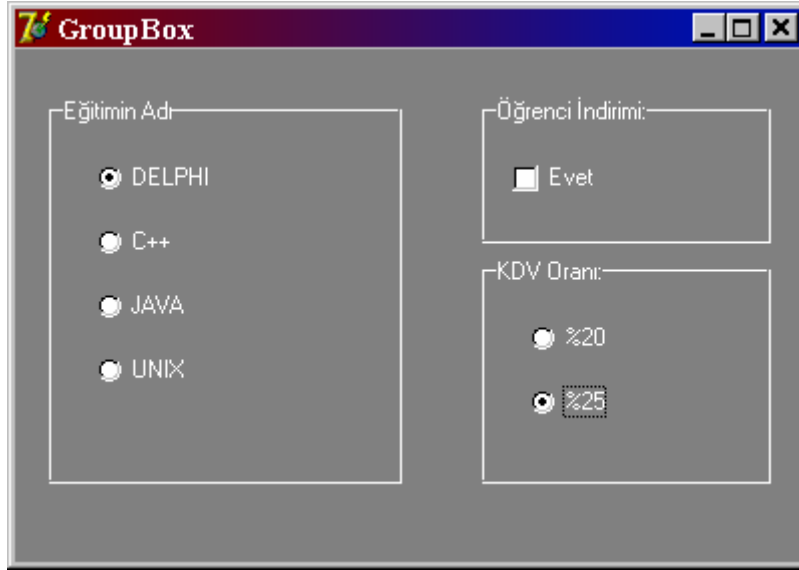 GroupBox
Eğitimin Adı
DELPHI
C++
JAVA
UNIX
Öğrenci İndirimi:
Evet
KDV Oranı:
%20
%25